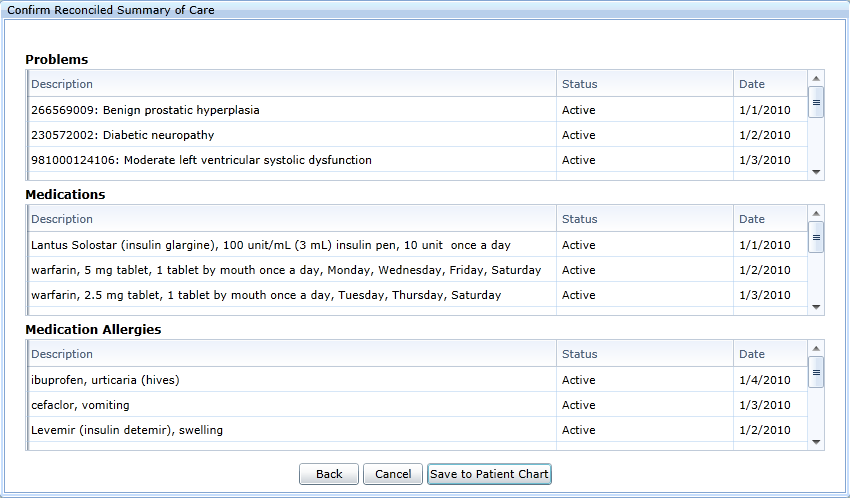 Confirm Reconciled Summary of Care
Problems
Description Status Date
266569009: Benign prostatic hyperplasia Active 1/1/2010
230572002: Diabetic neuropathy Active 1/2/2010
981000124106: Moderate left ventricular systolic dysfunction Active 1/3/2010
Medications
Description Status Date
Lantus Solostar (insulin glargine), 100 unit/mL (3 mL) insulin pen, 10 unit  once a day Active 1/1/2010
warfarin, 5 mg tablet, 1 tablet by mouth once a day, Monday, Wednesday, Friday, Saturday Active 1/2/2010
warfarin, 2.5 mg tablet, 1 tablet by mouth once a day, Tuesday, Thursday, Saturday Active 1/3/2010
Medication Allergies
Description Status Date
ibuprofen, urticaria (hives) Active 1/4/2010
cefaclor, vomiting Active 1/3/2010
Levemir (insulin detemir), swelling Active 1/2/2010
Back Cancel Save to Patient Chart